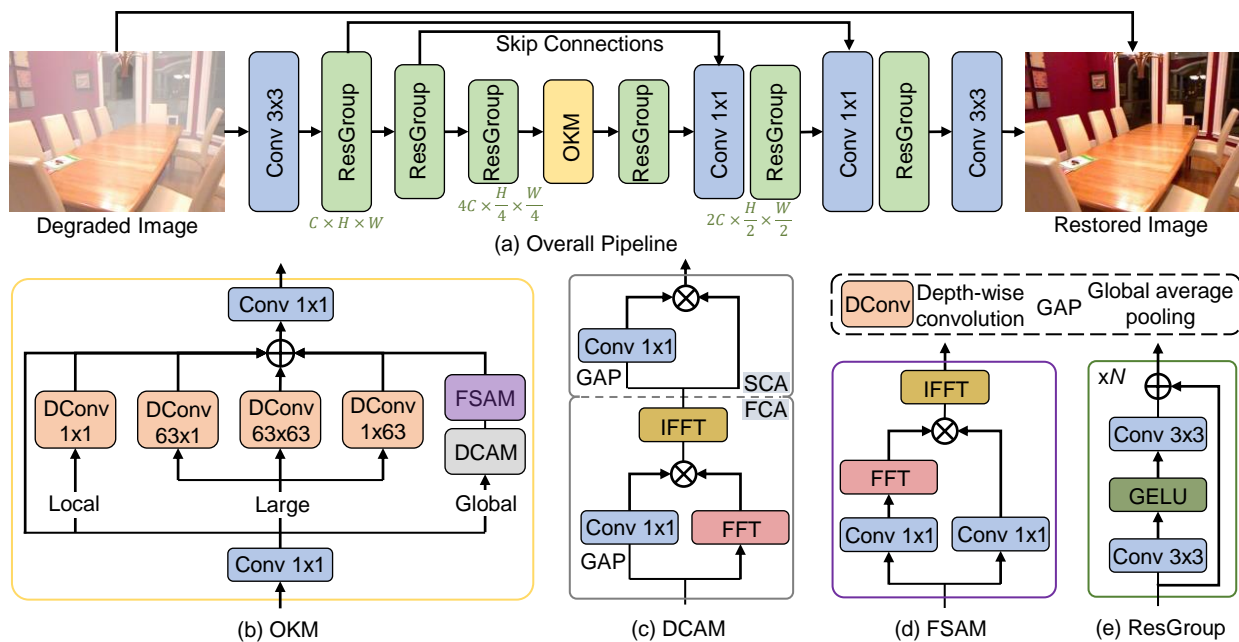 Skip Connections
Conv 3x3
ResGroup
ResGroup
ResGroup
OKM
ResGroup
Conv 1x1
ResGroup
Conv 1x1
ResGroup
Conv 3x3
Degraded Image
C × H × W
4C × H/4 × W/4
2C × H/2 × W/2
Restored Image
(a) Overall Pipeline
Conv 1x1
DConv
1x1
DConv
63x1
DConv
63x63
DConv
1x63
FSAM
DCAM
Local
Large
Global
Conv 1x1
(b) OKM
Conv 1x1
GAP
SCA
FCA
IFFT
Conv 1x1
FFT
GAP
(c) DCAM
DConv
Depth-wise
convolution
GAP
Global average
pooling
IFFT
FFT
Conv 1x1
Conv 1x1
(d) FSAM
xN
Conv 3x3
GELU
Conv 3x3
(e) ResGroup